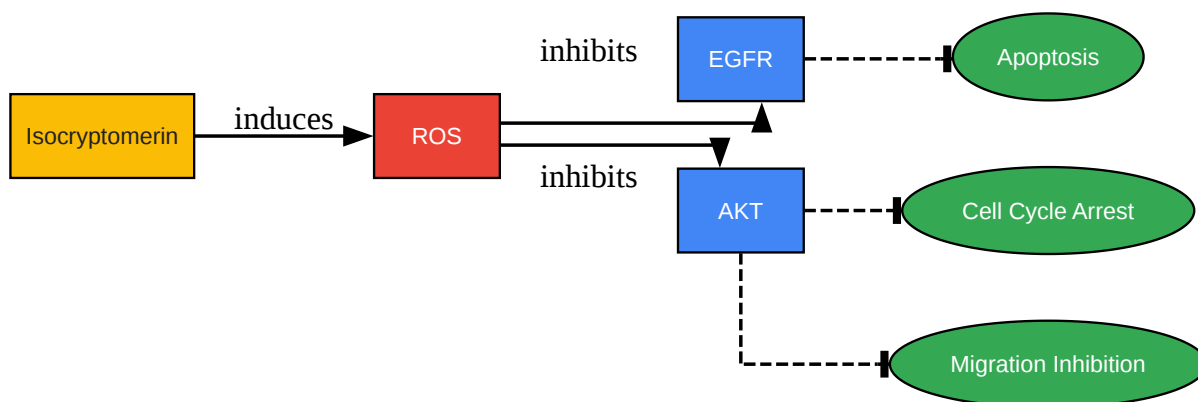 inhibits
EGFR
Apoptosis
Isocryptomerin
induces
ROS
inhibits
AKT
Cell Cycle Arrest
Migration Inhibition